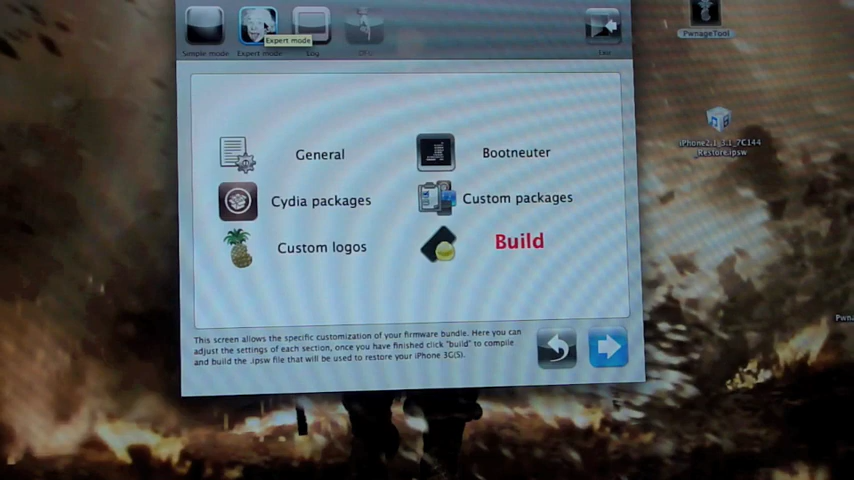 Simple mode
Expert mode
Expert mode
Log
DFU
Exit
PwnageTool
iPhone2,1_3.1_7C144
_Restore.ipsw
General
Bootneuter
Cydia packages
Custom packages
Custom logos
Build
This screen allows the specific customization of your firmware bundle. Here you can
adjust the settings of each section, once you have finished click "build" to compile
and build the .ipsw file that will be used to restore your iPhone 3G(S).